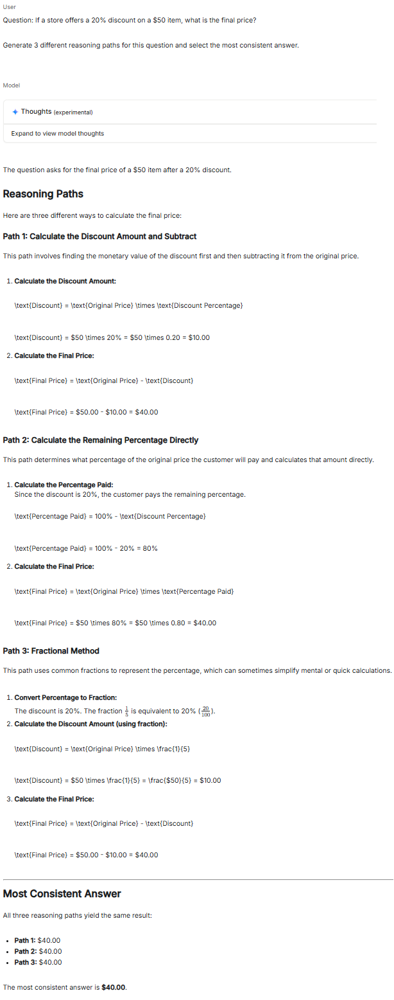 User
Question: If a store offers a 20% discount on a $50 item, what is the final price?
Generate 3 different reasoning paths for this question and select the most consistent answer.
Model
Thoughts (experimental)
Expand to view model thoughts
The question asks for the final price of a $50 item after a 20% discount.
Reasoning Paths
Here are three different ways to calculate the final price:
Path 1: Calculate the Discount Amount and Subtract
This path involves finding the monetary value of the discount first and then subtracting it from the original price.
1. Calculate the Discount Amount:
\text{Discount} = \text{Original Price} \times \text{Discount Percentage}
\text{Discount} = $50 \times 20% = $50 \times 0.20 = $10.00
2. Calculate the Final Price:
\text{Final Price} = \text{Original Price} - \text{Discount}
\text{Final Price} = $50.00 - $10.00 = $40.00
Path 2: Calculate the Remaining Percentage Directly
This path determines what percentage of the original price the customer will pay and calculates that amount directly.
1. Calculate the Percentage Paid:
Since the discount is 20%, the customer pays the remaining percentage.
\text{Percentage Paid} = 100% - \text{Discount Percentage}
\text{Percentage Paid} = 100% - 20% = 80%
2. Calculate the Final Price:
\text{Final Price} = \text{Original Price} \times \text{Percentage Paid}
\text{Final Price} = $50 \times 80% = $50 \times 0.80 = $40.00
Path 3: Fractional Method
This path uses common fractions to represent the percentage, which can sometimes simplify mental or quick calculations.
1. Convert Percentage to Fraction:
The discount is 20%. The fraction 1/5 is equivalent to 20% (20/100).
2. Calculate the Discount Amount (using fraction):
\text{Discount} = \text{Original Price} \times \frac{1}{5}
\text{Discount} = $50 \times \frac{1}{5} = \frac{$50}{5} = $10.00
3. Calculate the Final Price:
\text{Final Price} = \text{Original Price} - \text{Discount}
\text{Final Price} = $50.00 - $10.00 = $40.00
Most Consistent Answer
All three reasoning paths yield the same result:
• Path 1: $40.00
• Path 2: $40.00
• Path 3: $40.00
The most consistent answer is $40.00.